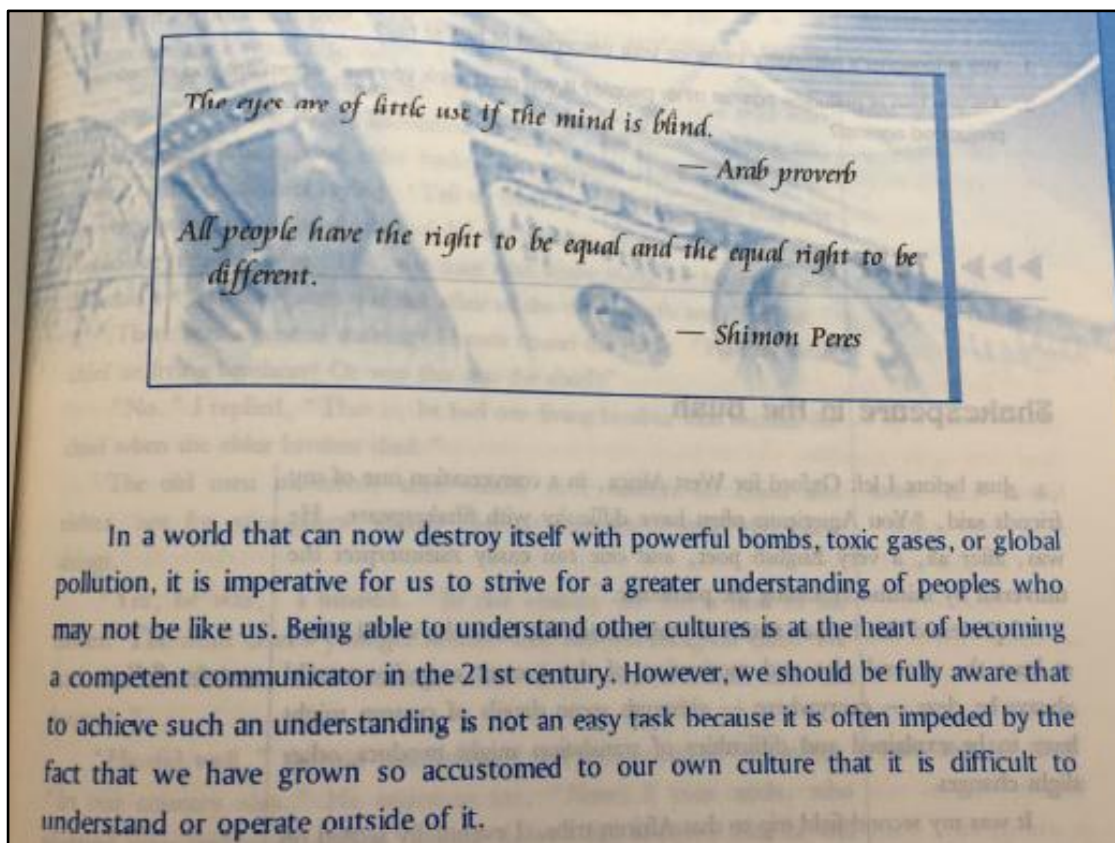 The eyes are of little use if the mind is blind.
— Arab proverb
All people have the right to be equal and the equal right to be
different.
— Shimon Peres
Shakespeare in the Bush
In a world that can now destroy itself with powerful bombs, toxic gases, or global
pollution, it is imperative for us to strive for a greater understanding of peoples who
may not be like us. Being able to understand other cultures is at the heart of becoming
a competent communicator in the 21st century. However, we should be fully aware that
to achieve such an understanding is not an easy task because it is often impeded by the
fact that we have grown so accustomed to our own culture that it is difficult to
understand or operate outside of it.